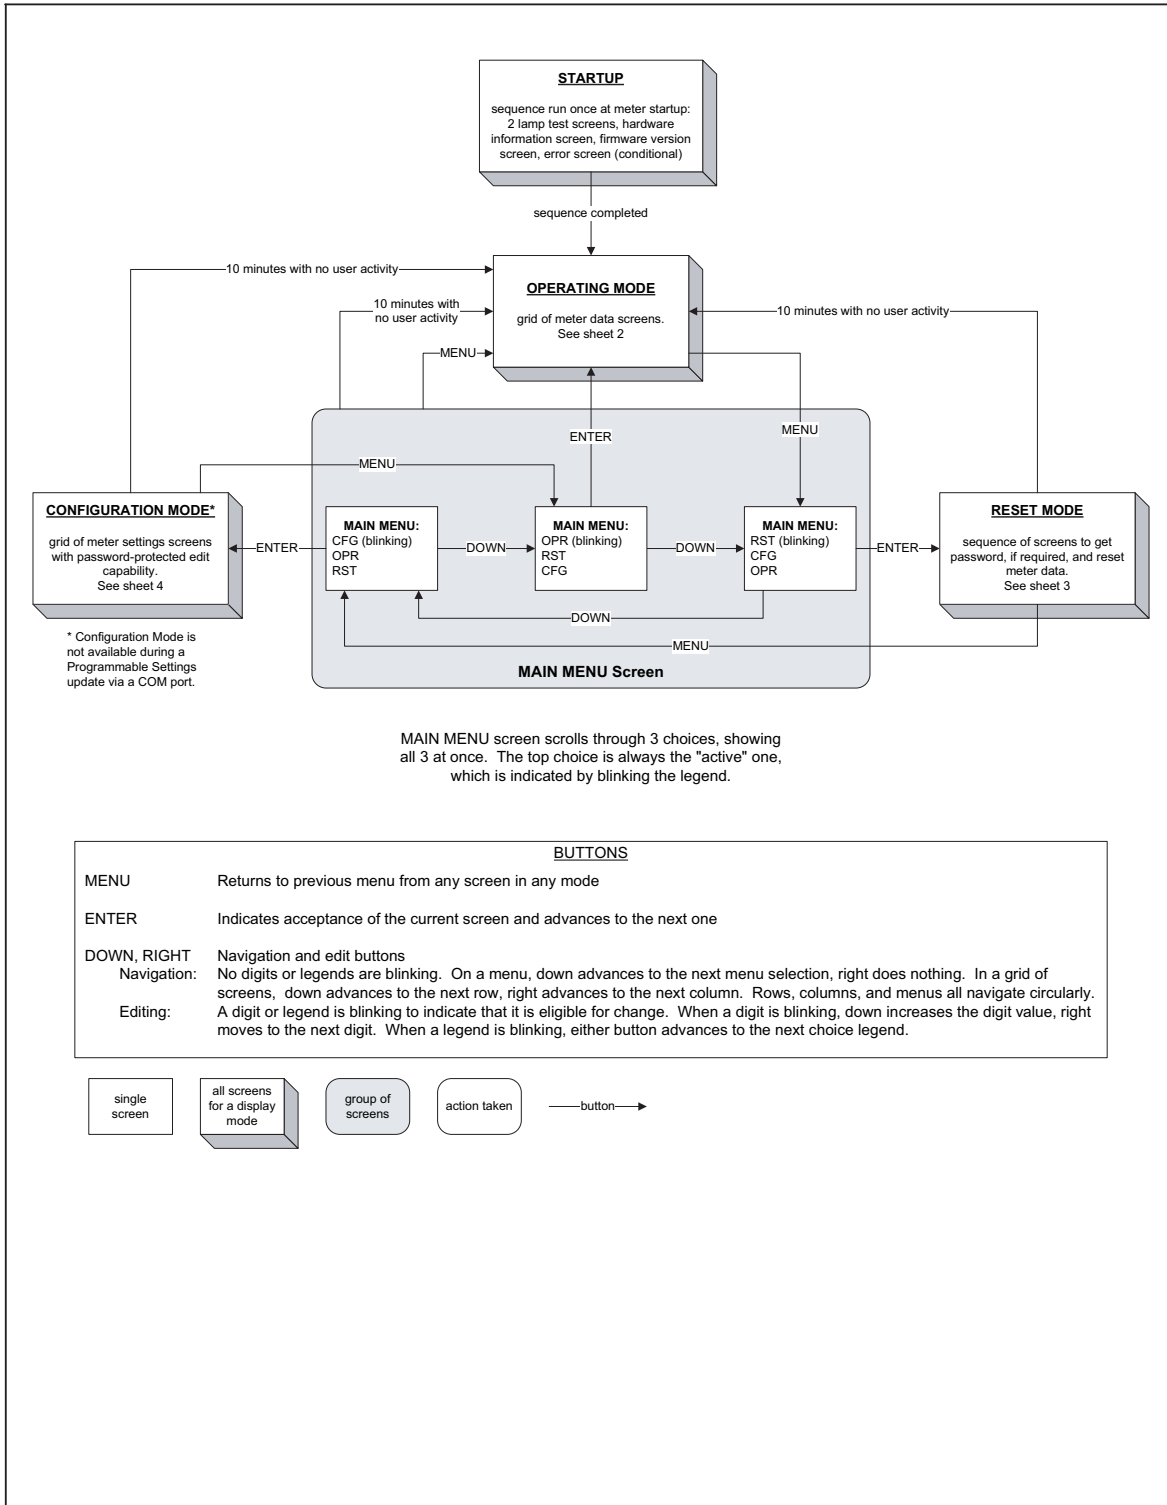 STARTUP
sequence run once at meter startup:
2 lamp test screens, hardware
information screen, firmware version
screen, error screen (conditional)
sequence completed
10 minutes with no user activity
OPERATING MODE
grid of meter data screens.
See sheet 2
10 minutes with
no user activity
10 minutes with no user activity
MENU
ENTER
MENU
MENU
CONFIGURATION MODE*
grid of meter settings screens
with password-protected edit
capability.
See sheet 4
ENTER
MAIN MENU:
CFG (blinking)
OPR
RST
DOWN
MAIN MENU:
OPR (blinking)
RST
CFG
DOWN
MAIN MENU:
RST (blinking)
CFG
OPR
ENTER
RESET MODE
sequence of screens to get
password, if required, and reset
meter data.
See sheet 3
DOWN
MENU
* Configuration Mode is
not available during a
Programmable Settings
update via a COM port.
MAIN MENU Screen
MAIN MENU screen scrolls through 3 choices, showing
all 3 at once. The top choice is always the "active" one,
which is indicated by blinking the legend.
BUTTONS
MENU Returns to previous menu from any screen in any mode
ENTER Indicates acceptance of the current screen and advances to the next one
DOWN, RIGHT Navigation and edit buttons
Navigation: No digits or legends are blinking. On a menu, down advances to the next menu selection, right does nothing. In a grid of
screens, down advances to the next row, right advances to the next column. Rows, columns, and menus all navigate circularly.
Editing: A digit or legend is blinking to indicate that it is eligible for change. When a digit is blinking, down increases the digit value, right
moves to the next digit. When a legend is blinking, either button advances to the next choice legend.
single
screen
all screens
for a display
mode
group of
screens
action taken
button